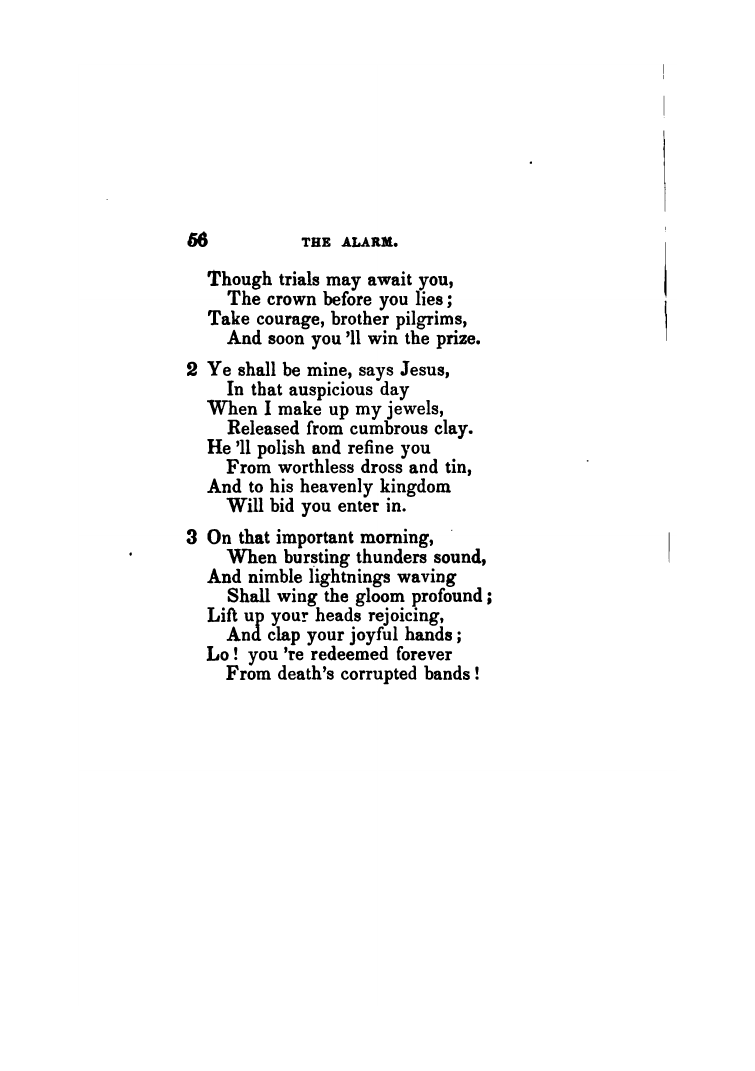 56 THE ALARM.
Though trials may await you,
The crown before you lies;
Take courage, brother pilgrims,
And soon you 'll win the prize.
2 Ye shall be mine, says Jesus,
In that auspicious day
When I make up my jewels,
Released from cumbrous clay.
He 'll polish and refine you
From worthless dross and tin,
And to his heavenly kingdom
Will bid you enter in.
3 On that important morning,
When bursting thunders sound,
And nimble lightnings waving
Shall wing the gloom profound;
Lift up your heads rejoicing,
And clap your joyful hands;
Lo! you 're redeemed forever
From death's corrupted bands!